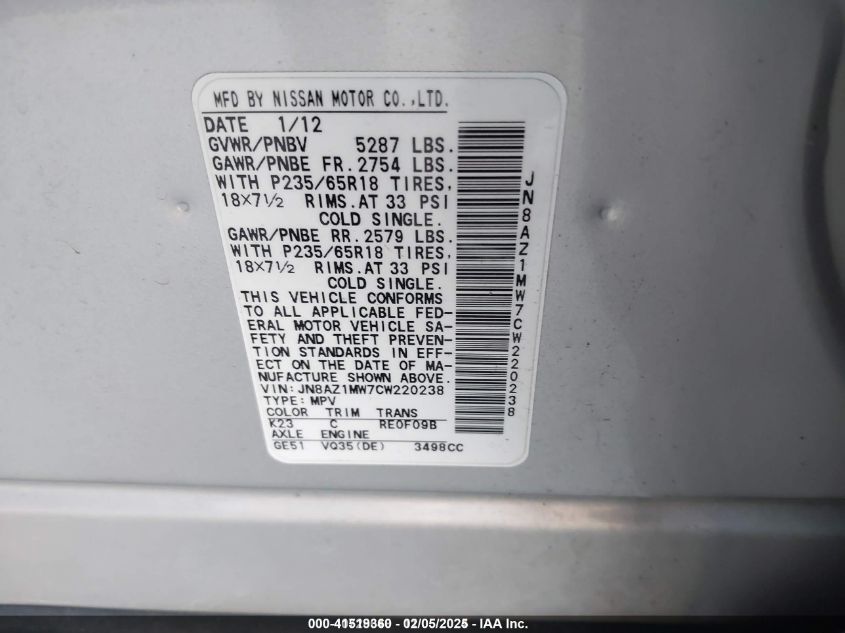 MFD BY NISSAN MOTOR CO.,LTD.
DATE 1/12
GVWR/PNBV 5287 LBS.
GAWR/PNBE FR. 2754 LBS.
WITH P235/65R18 TIRES,
18×7½ RIMS.AT 33 PSI
COLD SINGLE.
GAWR/PNBE RR. 2579 LBS.
WITH P235/65R18 TIRES,
18×7½ RIMS.AT 33 PSI
COLD SINGLE.
THIS VEHICLE CONFORMS
TO ALL APPLICABLE FED-
ERAL MOTOR VEHICLE SA-
FETY AND THEFT PREVEN-
TION STANDARDS IN EFF-
ECT ON THE DATE OF MA-
NUFACTURE SHOWN ABOVE.
VIN: JN8AZ1MW7CW220238
TYPE: MPV
COLOR TRIM TRANS
K23 C RE0F09B
AXLE ENGINE
GE51 VQ35(DE) 3498CC
JN8AZ1MW7CW220238
02/05/2025 - IAA Inc.